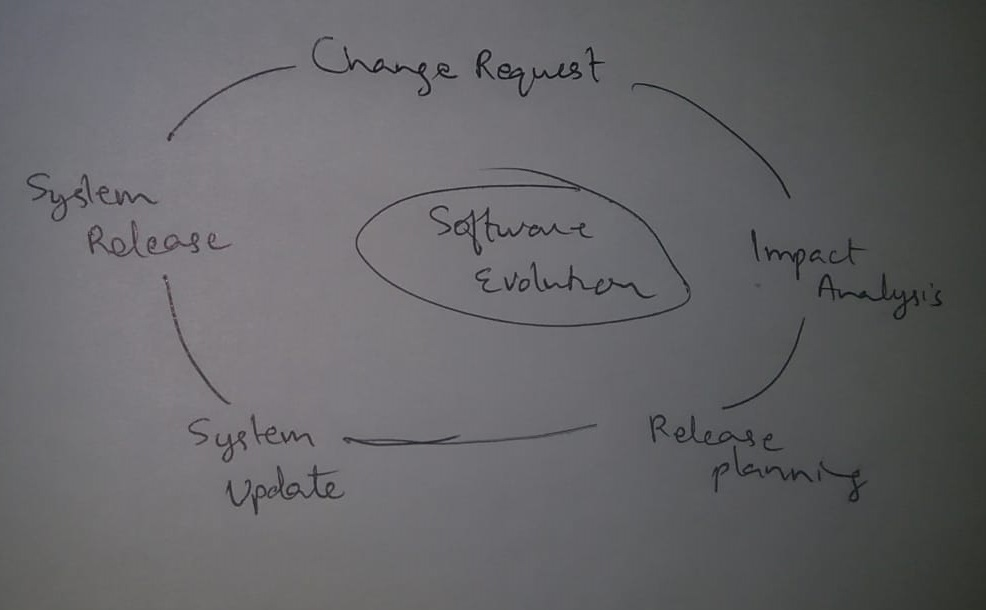 Change Request
System
Release
Software
Evolution
Impact
Analysis
System
Update
Release
planning